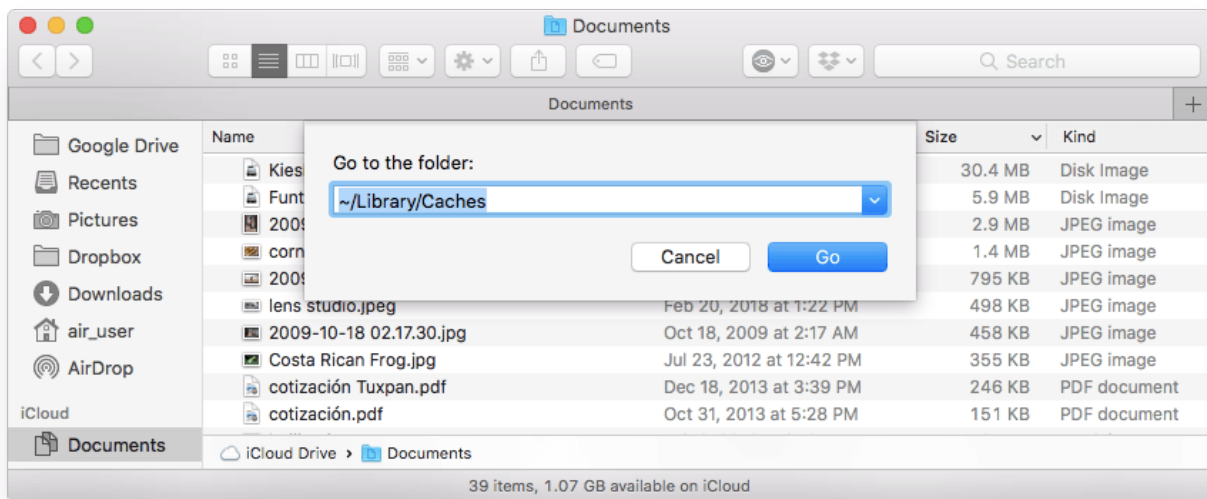 Documents
Search
Documents
Google Drive
Recents
Pictures
Dropbox
Downloads
air_user
AirDrop
iCloud
Documents
Name Size Kind
Go to the folder:
~/Library/Caches
Cancel Go
Kies 30.4 MB Disk Image
Funt 5.9 MB Disk Image
2009 2.9 MB JPEG image
corn 1.4 MB JPEG image
2009 795 KB JPEG image
lens studio.jpeg Feb 20, 2018 at 1:22 PM 498 KB JPEG image
2009-10-18 02.17.30.jpg Oct 18, 2009 at 2:17 AM 458 KB JPEG image
Costa Rican Frog.jpg Jul 23, 2012 at 12:42 PM 355 KB JPEG image
cotización Tuxpan.pdf Dec 18, 2013 at 3:39 PM 246 KB PDF document
cotización.pdf Oct 31, 2013 at 5:28 PM 151 KB PDF document
iCloud Drive › Documents
39 items, 1.07 GB available on iCloud